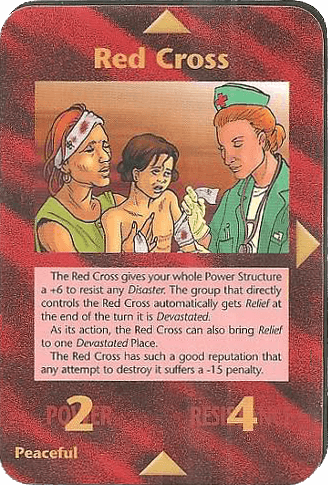 Red Cross
The Red Cross gives your whole Power Structure
a +6 to resist any Disaster. The group that directly
controls the Red Cross automatically gets Relief at
the end of the turn it is Devastated.
As its action, the Red Cross can also bring Relief
to one Devastated Place.
The Red Cross has such a good reputation that
any attempt to destroy it suffers a -15 penalty.
POWER 2 RESISTANCE 4
Peaceful